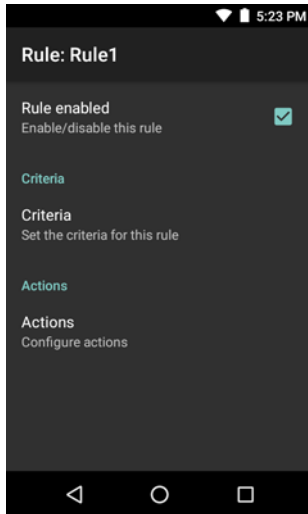 5:23 PM
Rule: Rule1
Rule enabled
Enable/disable this rule
Criteria
Criteria
Set the criteria for this rule
Actions
Actions
Configure actions